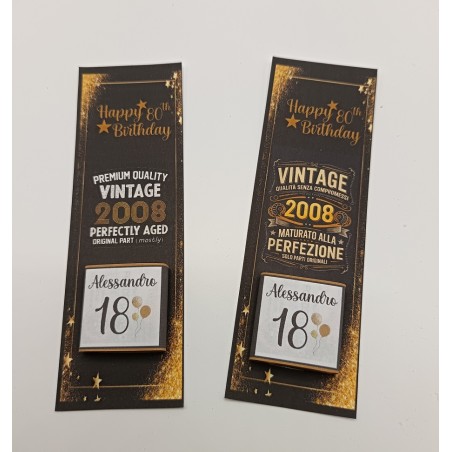 Happy 80th
Birthday
PREMIUM QUALITY
VINTAGE
2008
PERFECTLY AGED
ORIGINAL PART (mostly)
Alessandro
18
Happy 80th
Birthday
VINTAGE
QUALITÀ SENZA COMPROMESSI
2008
MATURATO ALLA
PERFEZIONE
SOLO PARTI ORIGINALI
Alessandro
18